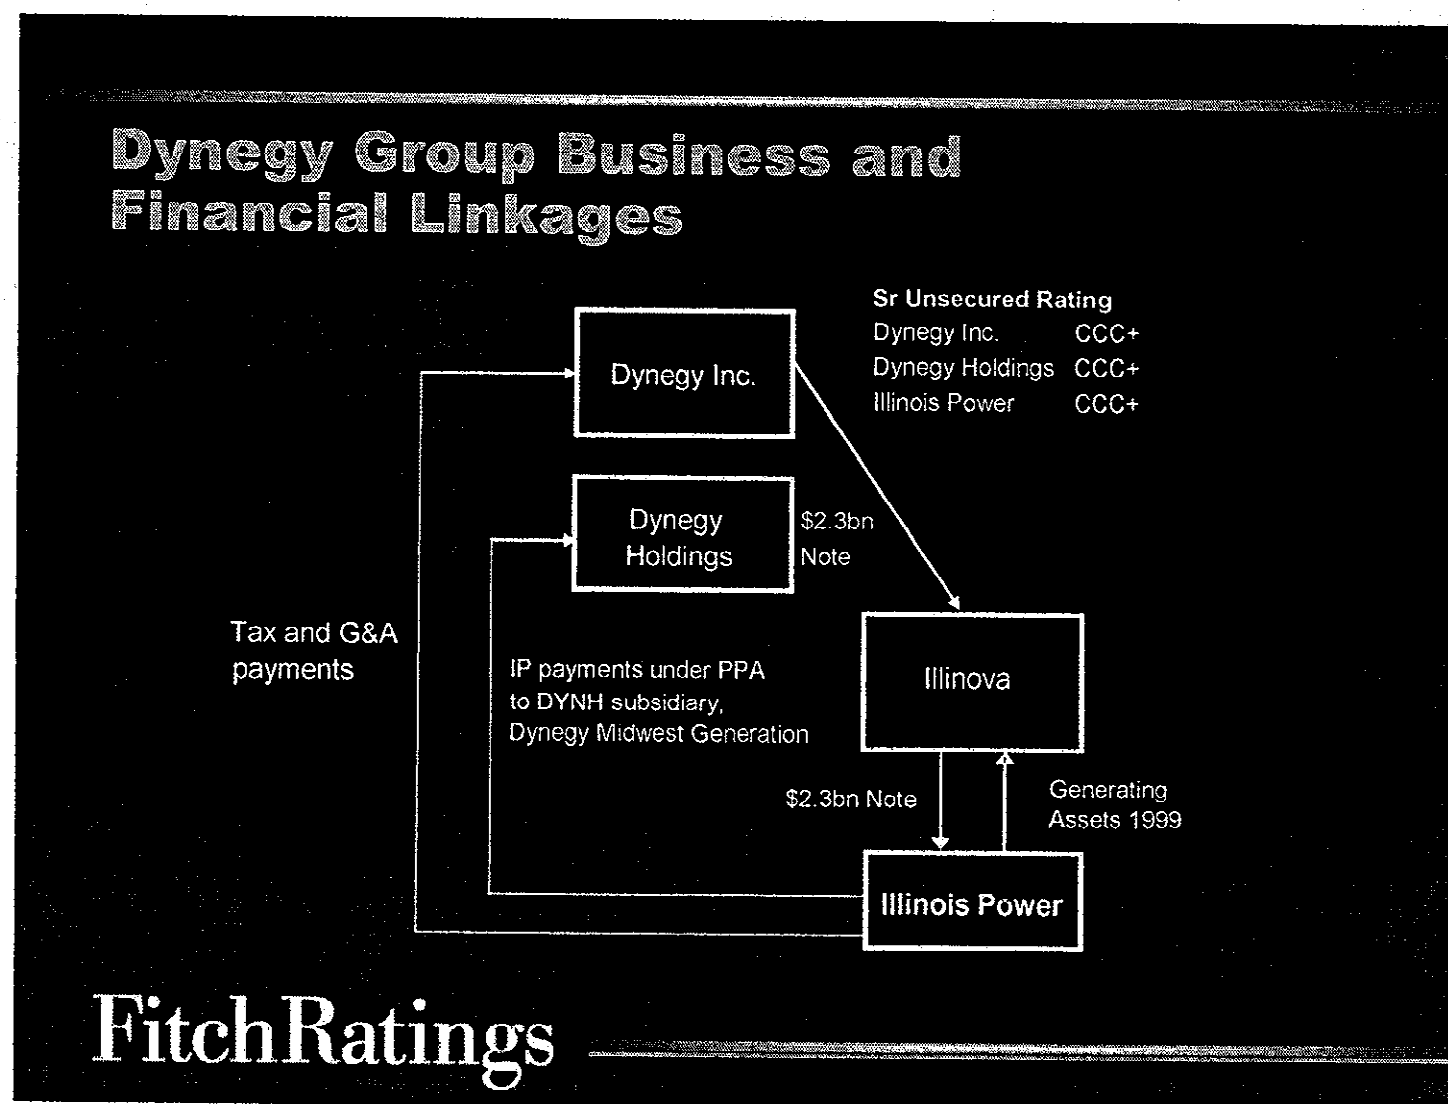 Dynegy Group Business and
Financial Linkages
Sr Unsecured Rating
Dynegy Inc. CCC+
Dynegy Holdings CCC+
Illinois Power CCC+
Dynegy Inc.
Dynegy
Holdings
$2.3bn
Note
Tax and G&A
payments
IP payments under PPA
to DYNH subsidiary,
Dynegy Midwest Generation
Illinova
$2.3bn Note
Generating
Assets 1999
Illinois Power
FitchRatings